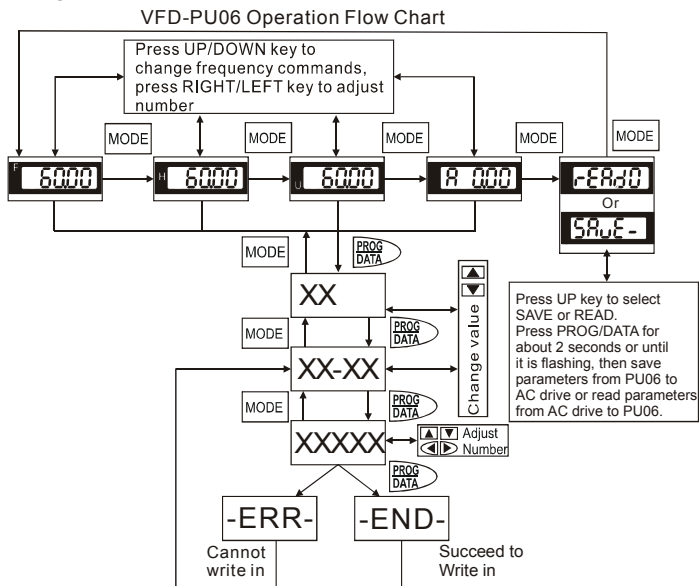 VFD-PU06 Operation Flow Chart
Press UP/DOWN key to
change frequency commands,
press RIGHT/LEFT key to adjust
number
MODE
MODE
MODE
MODE
MODE
F 60.00
H 60.00
U 60.00
A 0.00
rEAd0
Or
SAvE-
MODE
PROG
DATA
XX
MODE
PROG
DATA
XX-XX
MODE
PROG
DATA
XXXXX
PROG
DATA
Change value
Adjust
Number
Press UP key to select
SAVE or READ.
Press PROG/DATA for
about 2 seconds or until
it is flashing, then save
parameters from PU06 to
AC drive or read parameters
from AC drive to PU06.
-ERR-
-END-
Cannot
write in
Succeed to
Write in